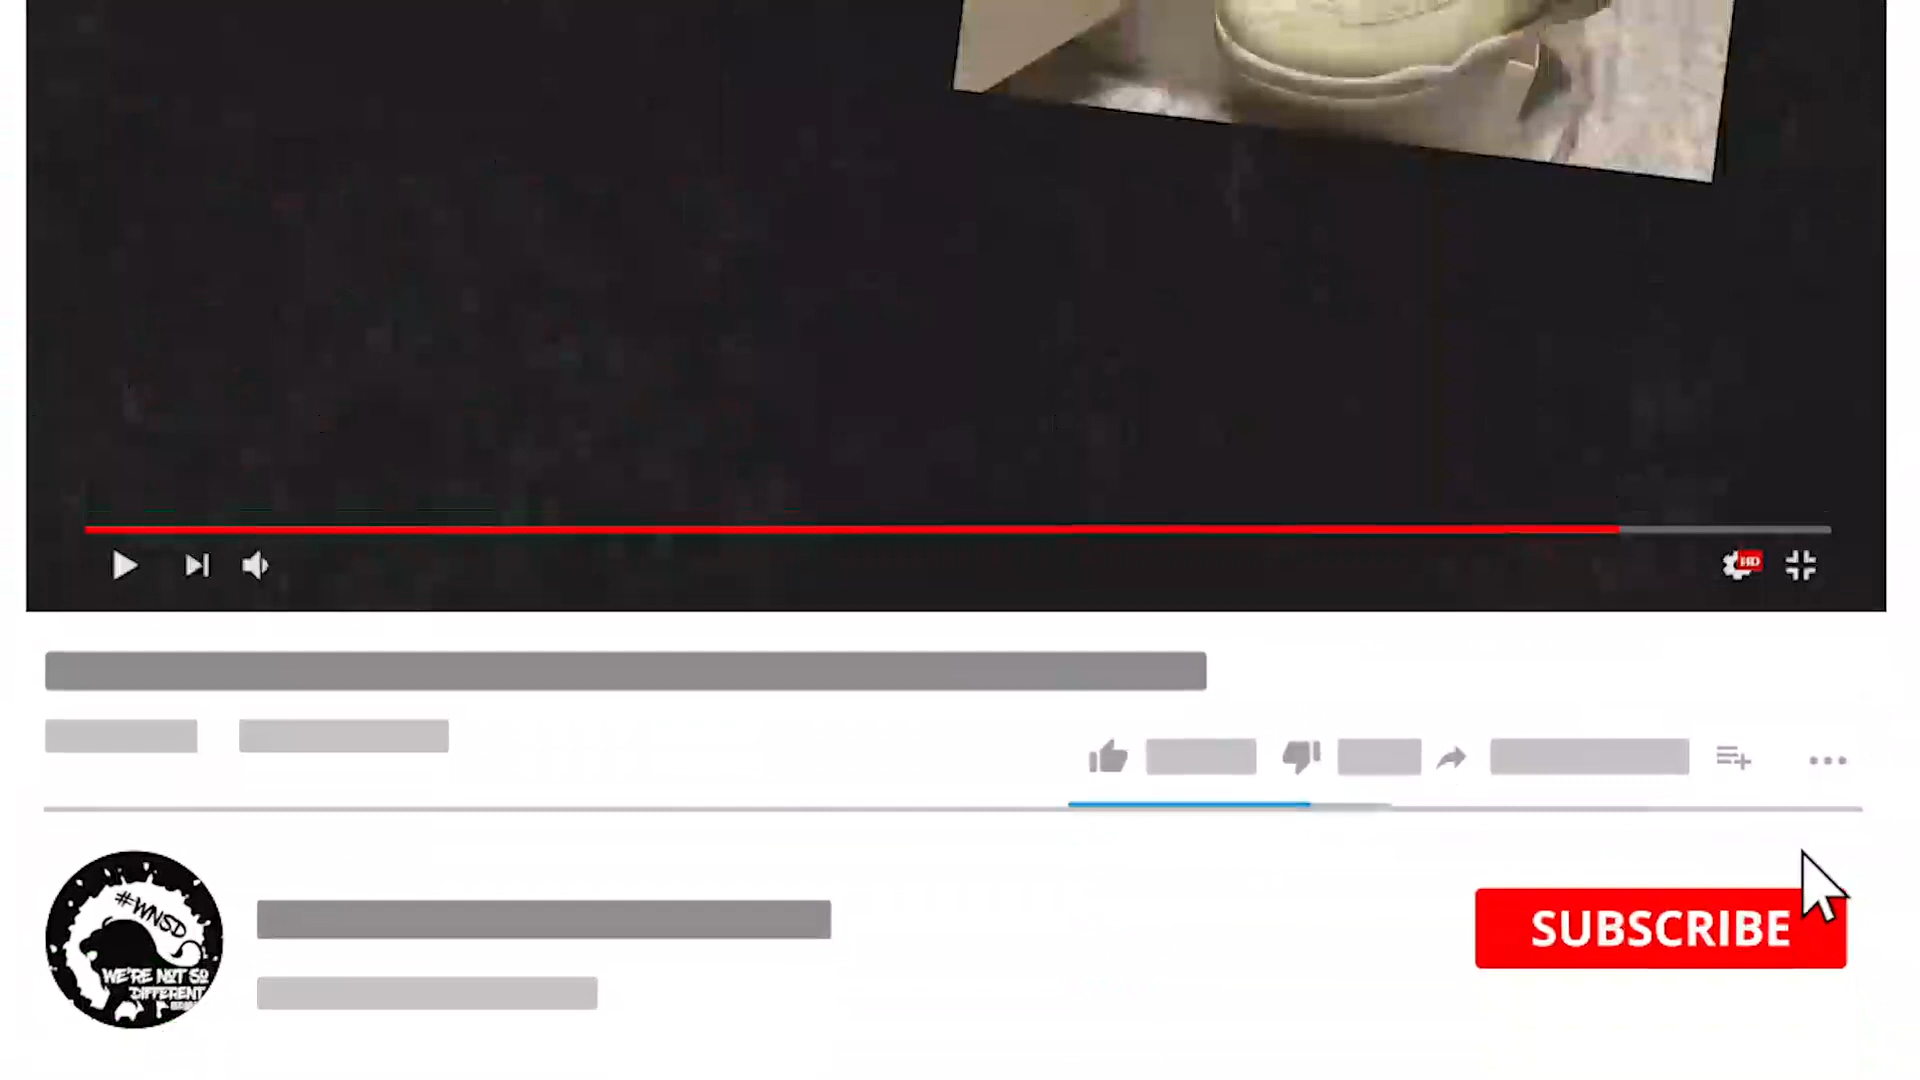 HD
SUBSCRIBE
#WNSD
WE'RE NOT SO
DIFFERENT